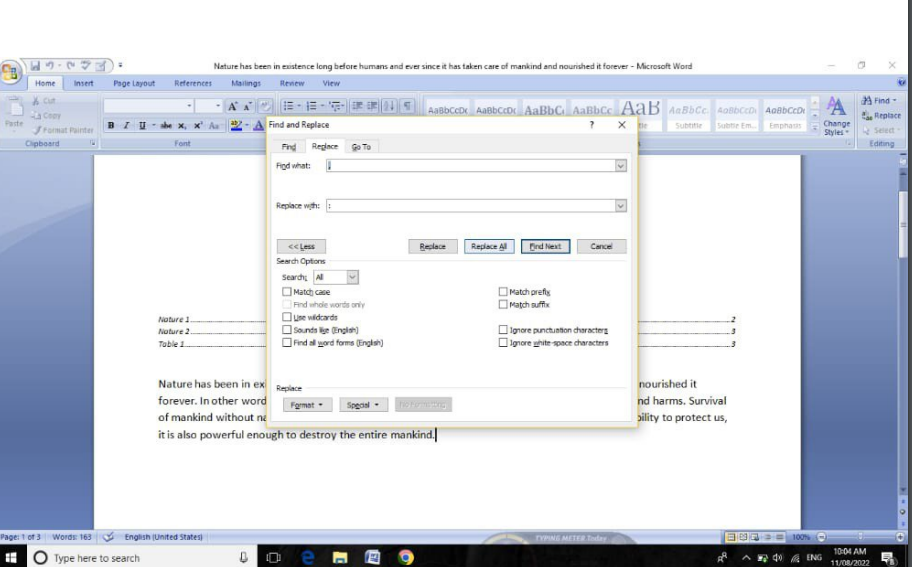 Nature has been in existence long before humans and ever since it has taken care of mankind and nourished it forever - Microsoft Word
Home Insert Page Layout References Mailings Review View
Cut
Copy
Paste
Format Painter
Clipboard
Font
B I U abe x, x² Aa
AaBbCcDc AaBbCcDc AaBbC AaBbCc AaB AaBbCc. AaBbCcDc AaBbCcDc
Subtitle Subtle Em... Emphasis
Change Styles
Find
Replace
Select
Editing
Find and Replace ? X
Find Replace Go To
Find what:
Replace with: :
<< Less Replace Replace All Find Next Cancel
Search Options
Search: All
Match case
Find whole words only
Use wildcards
Sounds like (English)
Find all word forms (English)
Match prefix
Match suffix
Ignore punctuation characters
Ignore white-space characters
Replace
Format Special No Formatting
Nature 1 2
Nature 2 3
Table 1 3
Nature has been in ex nourished it
forever. In other word nd harms. Survival
of mankind without na bility to protect us,
it is also powerful enough to destroy the entire mankind.
Page: 1 of 3 Words: 163 English (United States) TYPING METER Today 100%
Type here to search ENG 10:04 AM
11/08/2022